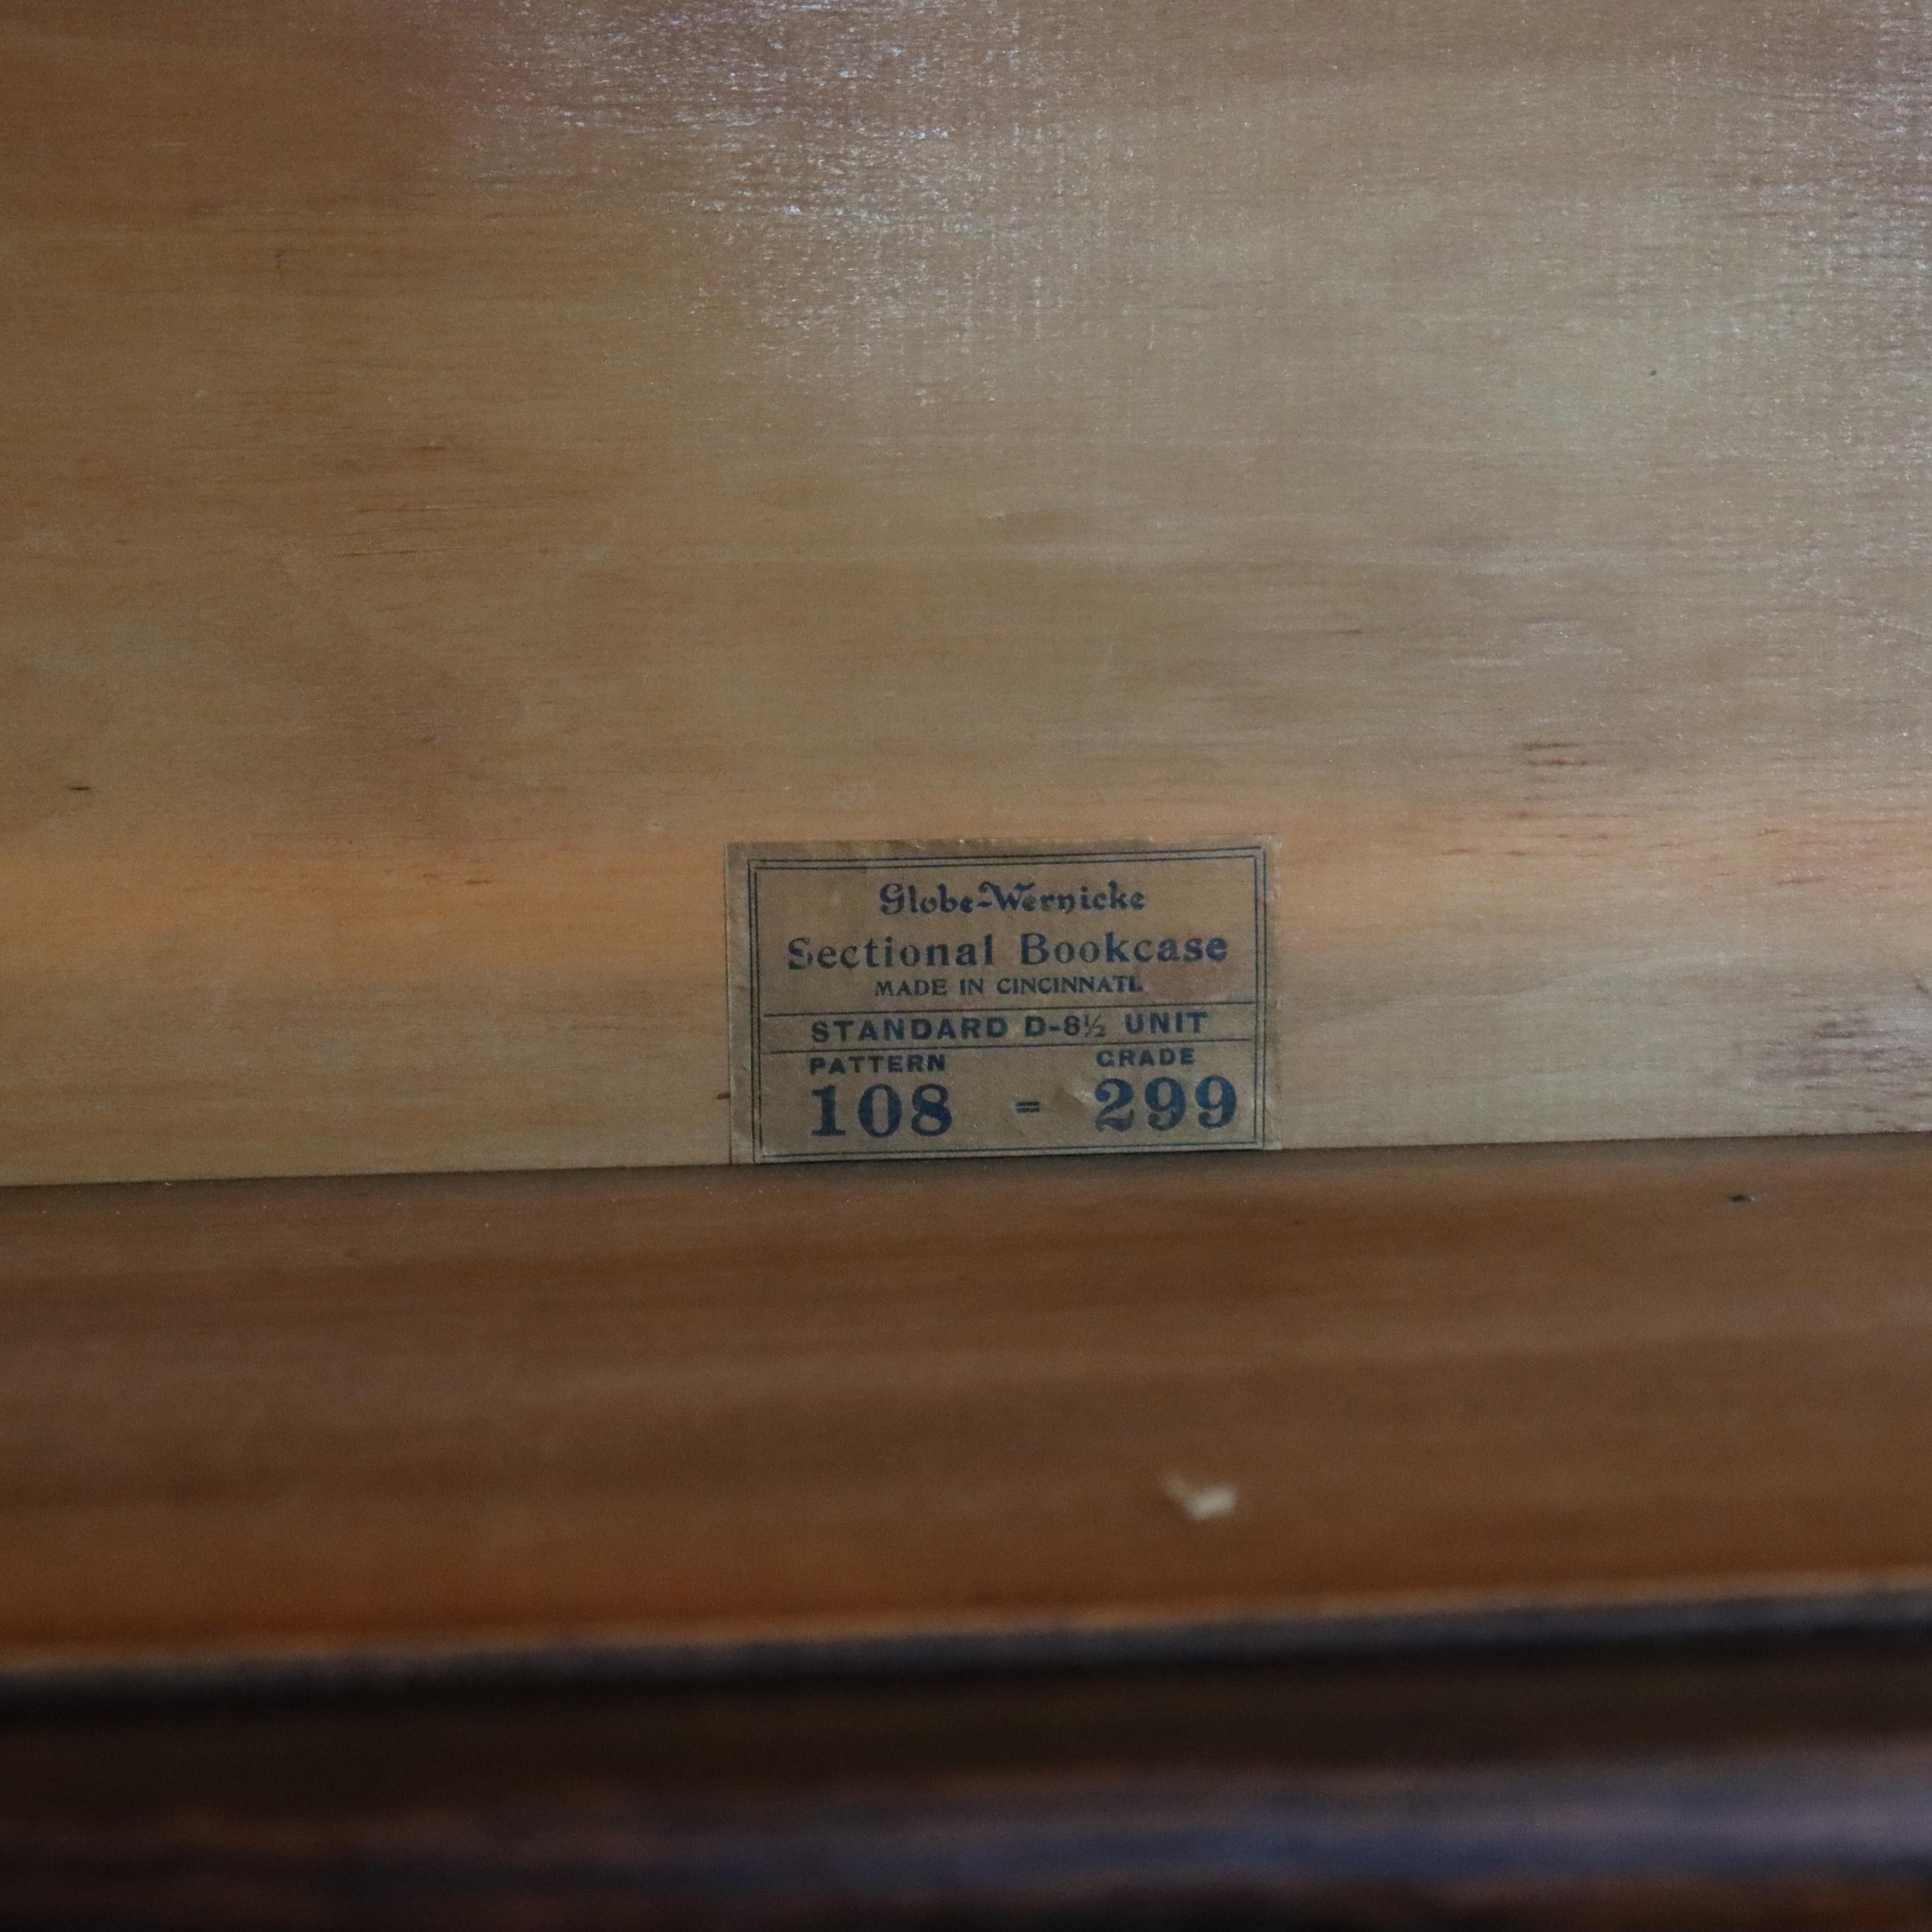 Globe-Wernicke
Sectional Bookcase
MADE IN CINCINNATI.
STANDARD D-8½ UNIT
PATTERN GRADE
108 = 299